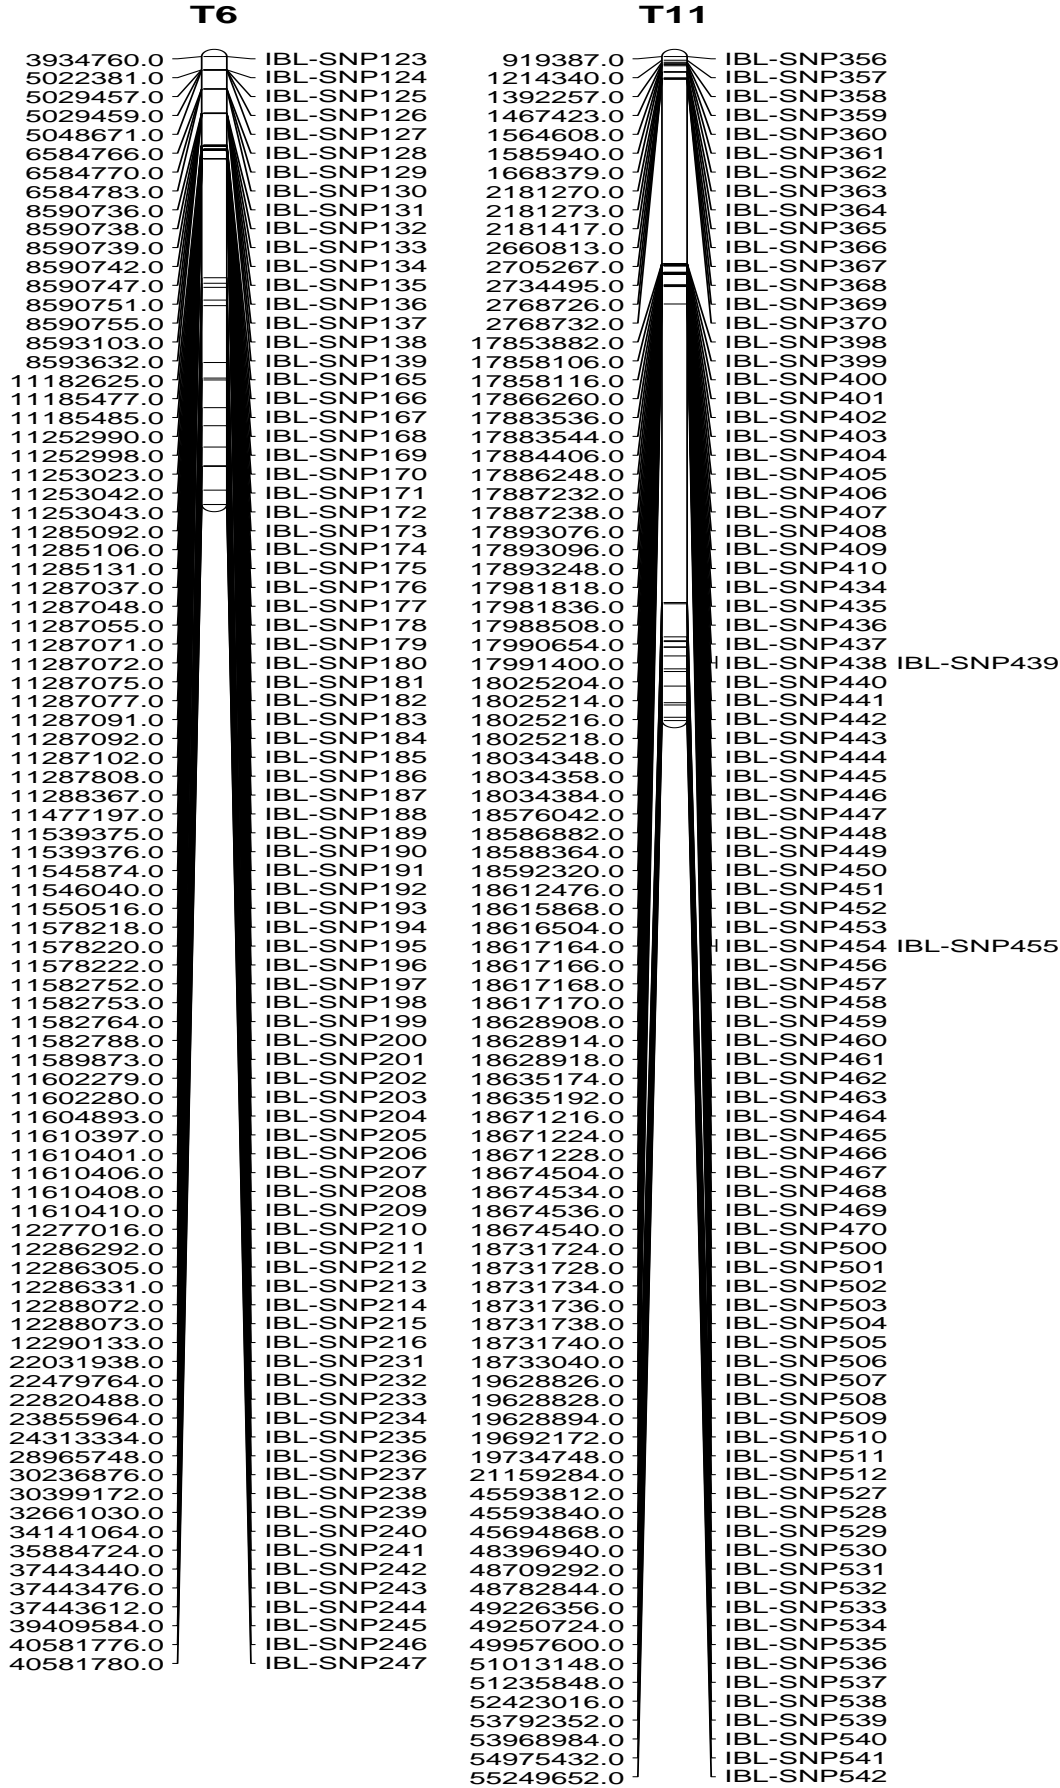 T6 T11
3934760.0 IBL-SNP123 919387.0 IBL-SNP356
5022381.0 IBL-SNP124 1214340.0 IBL-SNP357
5029457.0 IBL-SNP125 1392257.0 IBL-SNP358
5029459.0 IBL-SNP126 1467423.0 IBL-SNP359
5048671.0 IBL-SNP127 1564608.0 IBL-SNP360
6584766.0 IBL-SNP128 1585940.0 IBL-SNP361
6584770.0 IBL-SNP129 1668379.0 IBL-SNP362
6584783.0 IBL-SNP130 2181270.0 IBL-SNP363
8590736.0 IBL-SNP131 2181273.0 IBL-SNP364
8590738.0 IBL-SNP132 2181417.0 IBL-SNP365
8590739.0 IBL-SNP133 2660813.0 IBL-SNP366
8590742.0 IBL-SNP134 2705267.0 IBL-SNP367
8590747.0 IBL-SNP135 2734495.0 IBL-SNP368
8590751.0 IBL-SNP136 2768726.0 IBL-SNP369
8590755.0 IBL-SNP137 2768732.0 IBL-SNP370
8593103.0 IBL-SNP138 17853882.0 IBL-SNP398
8593632.0 IBL-SNP139 17858106.0 IBL-SNP399
11182625.0 IBL-SNP165 17858116.0 IBL-SNP400
11185477.0 IBL-SNP166 17866260.0 IBL-SNP401
11185485.0 IBL-SNP167 17883536.0 IBL-SNP402
11252990.0 IBL-SNP168 17883544.0 IBL-SNP403
11252998.0 IBL-SNP169 17884406.0 IBL-SNP404
11253023.0 IBL-SNP170 17886248.0 IBL-SNP405
11253042.0 IBL-SNP171 17887232.0 IBL-SNP406
11253043.0 IBL-SNP172 17887238.0 IBL-SNP407
11285092.0 IBL-SNP173 17893076.0 IBL-SNP408
11285106.0 IBL-SNP174 17893096.0 IBL-SNP409
11285131.0 IBL-SNP175 17893248.0 IBL-SNP410
11287037.0 IBL-SNP176 17981818.0 IBL-SNP434
11287048.0 IBL-SNP177 17981836.0 IBL-SNP435
11287055.0 IBL-SNP178 17988508.0 IBL-SNP436
11287071.0 IBL-SNP179 17990654.0 IBL-SNP437
11287072.0 IBL-SNP180 17991400.0 IBL-SNP438 IBL-SNP439
11287075.0 IBL-SNP181 18025204.0 IBL-SNP440
11287077.0 IBL-SNP182 18025214.0 IBL-SNP441
11287091.0 IBL-SNP183 18025216.0 IBL-SNP442
11287092.0 IBL-SNP184 18025218.0 IBL-SNP443
11287102.0 IBL-SNP185 18034348.0 IBL-SNP444
11287808.0 IBL-SNP186 18034358.0 IBL-SNP445
11288367.0 IBL-SNP187 18034384.0 IBL-SNP446
11477197.0 IBL-SNP188 18576042.0 IBL-SNP447
11539375.0 IBL-SNP189 18586882.0 IBL-SNP448
11539376.0 IBL-SNP190 18588364.0 IBL-SNP449
11545874.0 IBL-SNP191 18592320.0 IBL-SNP450
11546040.0 IBL-SNP192 18612476.0 IBL-SNP451
11550516.0 IBL-SNP193 18615868.0 IBL-SNP452
11578218.0 IBL-SNP194 18616504.0 IBL-SNP453
11578220.0 IBL-SNP195 18617164.0 IBL-SNP454 IBL-SNP455
11578222.0 IBL-SNP196 18617166.0 IBL-SNP456
11582752.0 IBL-SNP197 18617168.0 IBL-SNP457
11582753.0 IBL-SNP198 18617170.0 IBL-SNP458
11582764.0 IBL-SNP199 18628908.0 IBL-SNP459
11582788.0 IBL-SNP200 18628914.0 IBL-SNP460
11589873.0 IBL-SNP201 18628918.0 IBL-SNP461
11602279.0 IBL-SNP202 18635174.0 IBL-SNP462
11602280.0 IBL-SNP203 18635192.0 IBL-SNP463
11604893.0 IBL-SNP204 18671216.0 IBL-SNP464
11610397.0 IBL-SNP205 18671224.0 IBL-SNP465
11610401.0 IBL-SNP206 18671228.0 IBL-SNP466
11610406.0 IBL-SNP207 18674504.0 IBL-SNP467
11610408.0 IBL-SNP208 18674534.0 IBL-SNP468
11610410.0 IBL-SNP209 18674536.0 IBL-SNP469
12277016.0 IBL-SNP210 18674540.0 IBL-SNP470
12286292.0 IBL-SNP211 18731724.0 IBL-SNP500
12286305.0 IBL-SNP212 18731728.0 IBL-SNP501
12286331.0 IBL-SNP213 18731734.0 IBL-SNP502
12288072.0 IBL-SNP214 18731736.0 IBL-SNP503
12288073.0 IBL-SNP215 18731738.0 IBL-SNP504
12290133.0 IBL-SNP216 18731740.0 IBL-SNP505
22031938.0 IBL-SNP231 18733040.0 IBL-SNP506
22479764.0 IBL-SNP232 19628826.0 IBL-SNP507
22820488.0 IBL-SNP233 19628828.0 IBL-SNP508
23855964.0 IBL-SNP234 19628894.0 IBL-SNP509
24313334.0 IBL-SNP235 19692172.0 IBL-SNP510
28965748.0 IBL-SNP236 19734748.0 IBL-SNP511
30236876.0 IBL-SNP237 21159284.0 IBL-SNP512
30399172.0 IBL-SNP238 45593812.0 IBL-SNP527
32661030.0 IBL-SNP239 45593840.0 IBL-SNP528
34141064.0 IBL-SNP240 45694868.0 IBL-SNP529
35884724.0 IBL-SNP241 48396940.0 IBL-SNP530
37443440.0 IBL-SNP242 48709292.0 IBL-SNP531
37443476.0 IBL-SNP243 48782844.0 IBL-SNP532
37443612.0 IBL-SNP244 49226356.0 IBL-SNP533
39409584.0 IBL-SNP245 49250724.0 IBL-SNP534
40581776.0 IBL-SNP246 49957600.0 IBL-SNP535
40581780.0 IBL-SNP247 51013148.0 IBL-SNP536
51235848.0 IBL-SNP537
52423016.0 IBL-SNP538
53792352.0 IBL-SNP539
53968984.0 IBL-SNP540
54975432.0 IBL-SNP541
55249652.0 IBL-SNP542